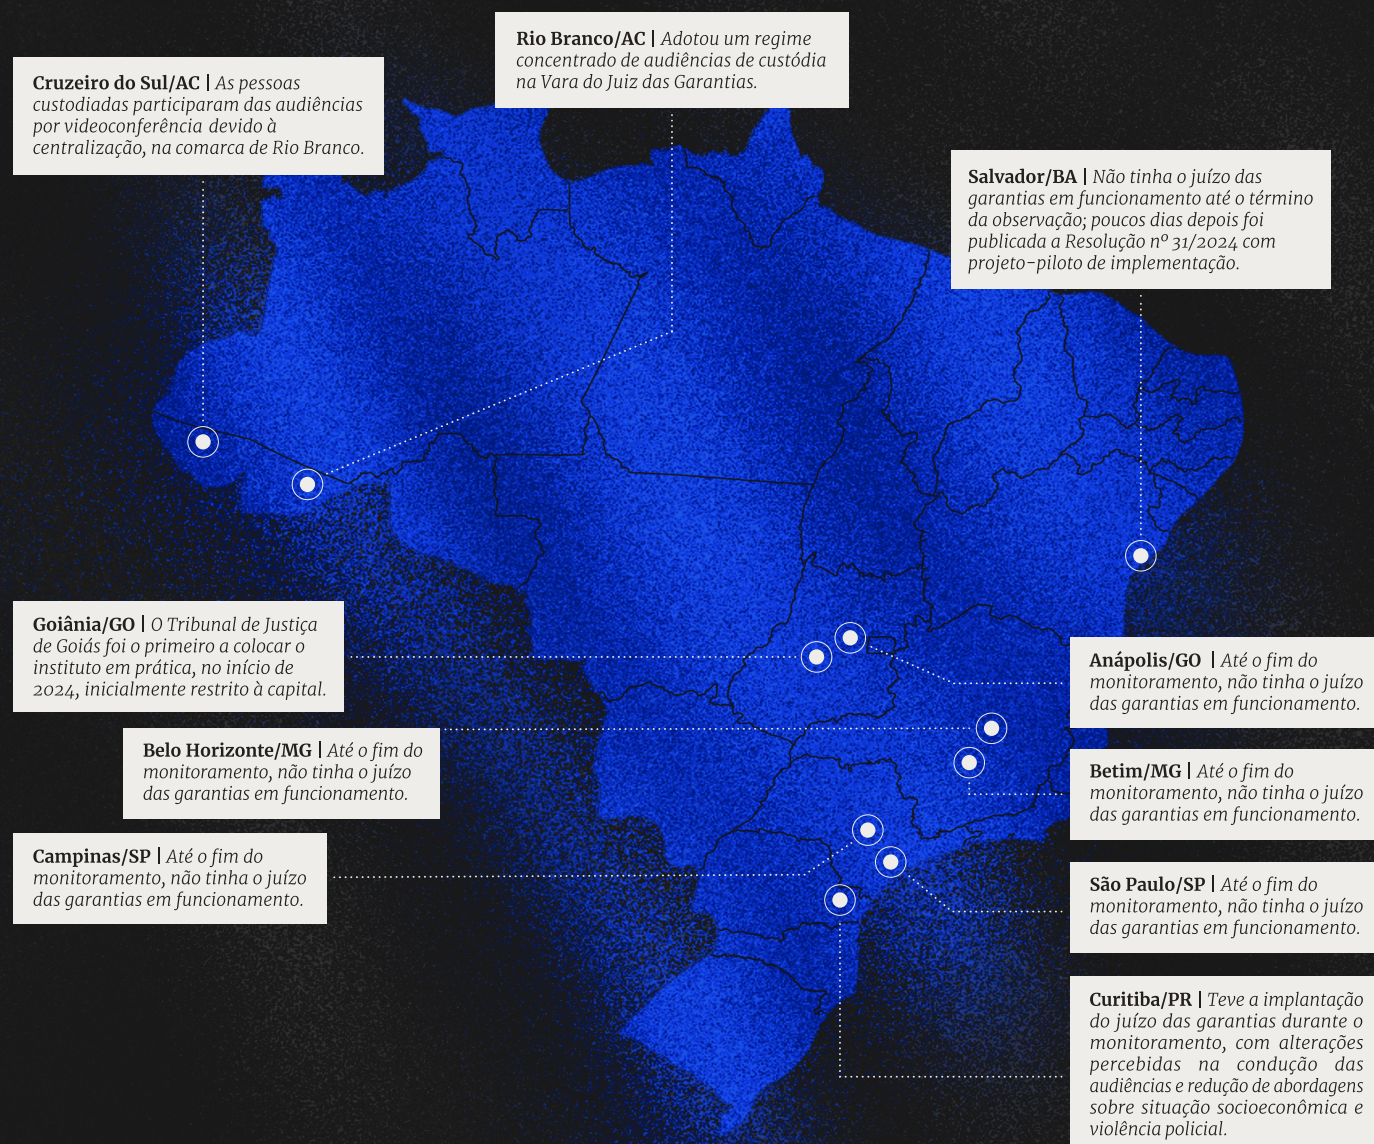 Rio Branco/AC | Adotou um regime
concentrado de audiências de custódia
na Vara do Juiz das Garantias.
Cruzeiro do Sul/AC | As pessoas
custodiadas participaram das audiências
por videoconferência devido à
centralização, na comarca de Rio Branco.
Salvador/BA | Não tinha o juízo das
garantias em funcionamento até o término
da observação; poucos dias depois foi
publicada a Resolução nº 31/2024 com
projeto-piloto de implementação.
Goiânia/GO | O Tribunal de Justiça
de Goiás foi o primeiro a colocar o
instituto em prática, no início de
2024, inicialmente restrito à capital.
Anápolis/GO | Até o fim do
monitoramento, não tinha o juízo
das garantias em funcionamento.
Belo Horizonte/MG | Até o fim do
monitoramento, não tinha o juízo
das garantias em funcionamento.
Betim/MG | Até o fim do
monitoramento, não tinha o juízo
das garantias em funcionamento.
Campinas/SP | Até o fim do
monitoramento, não tinha o juízo
das garantias em funcionamento.
São Paulo/SP | Até o fim do
monitoramento, não tinha o juízo
das garantias em funcionamento.
Curitiba/PR | Teve a implantação
do juízo das garantias durante o
monitoramento, com alterações
percebidas na condução das
audiências e redução de abordagens
sobre situação socioeconômica e
violência policial.